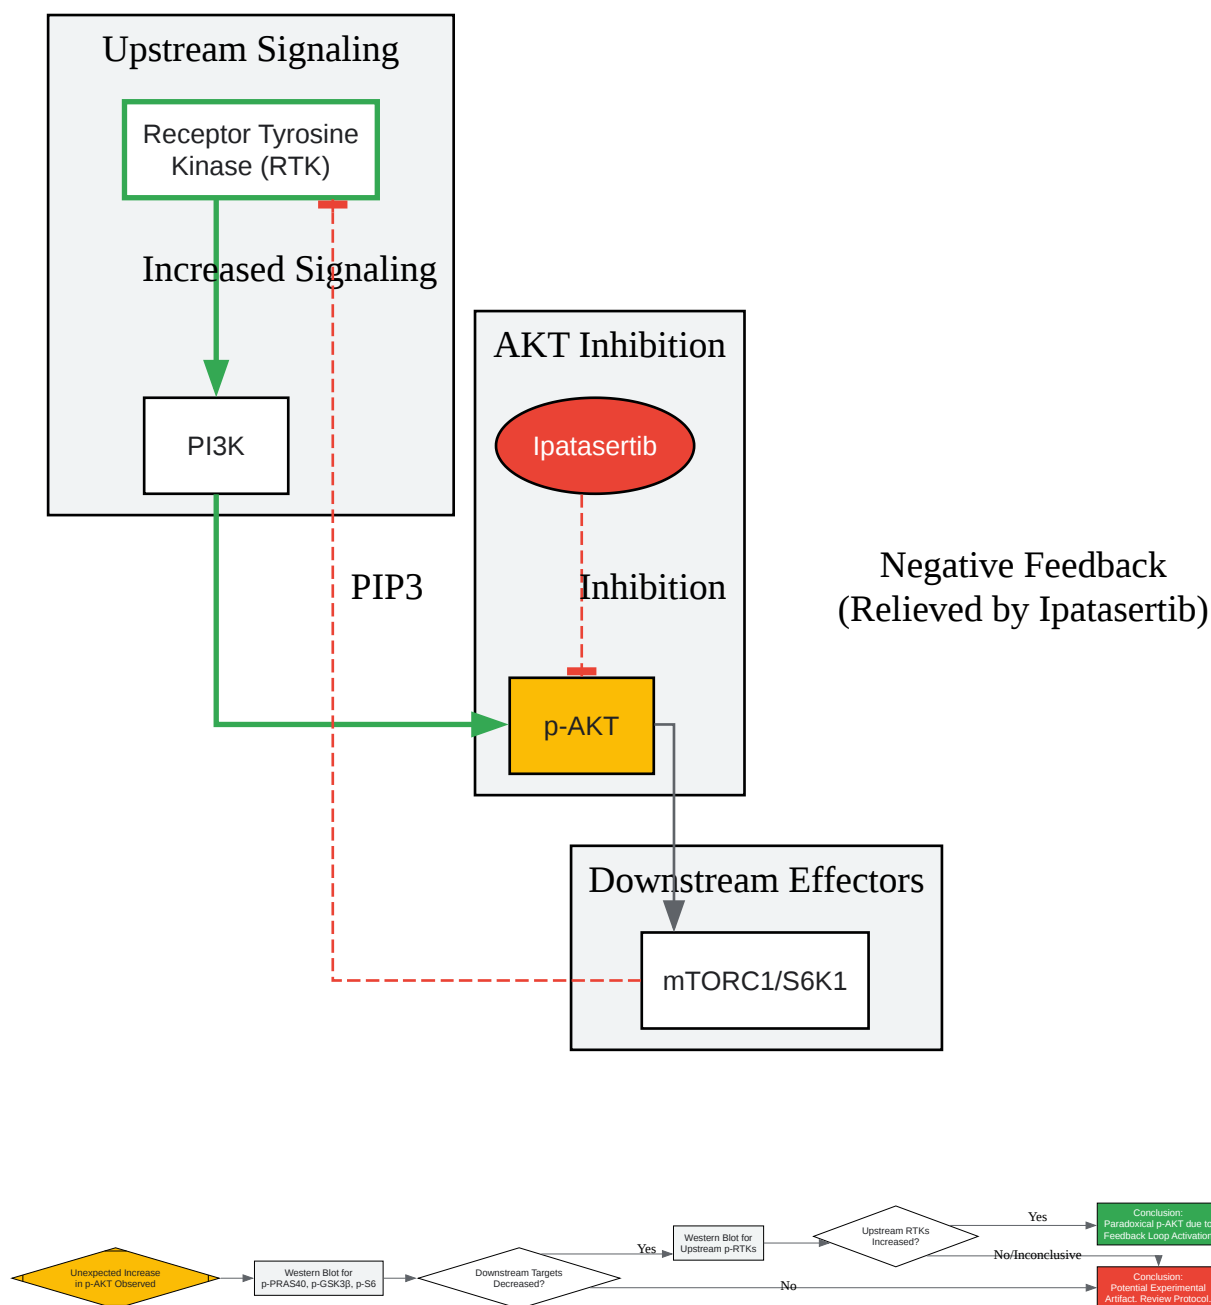 Upstream Signaling
Receptor Tyrosine
Kinase (RTK)
Increased Signaling
PI3K
AKT Inhibition
Ipatasertib
PIP3
Inhibition
Negative Feedback
(Relieved by Ipatasertib)
p-AKT
Downstream Effectors
mTORC1/S6K1
Unexpected Increase
in p-AKT Observed
Western Blot for
p-PRAS40, p-GSK3β, p-S6
Downstream Targets
Decreased?
Yes
Western Blot for
Upstream p-RTKs
Upstream RTKs
Increased?
Yes
Conclusion:
Paradoxical p-AKT due to
Feedback Loop Activation
No/Inconclusive
No
Conclusion:
Potential Experimental
Artifact. Review Protocol.